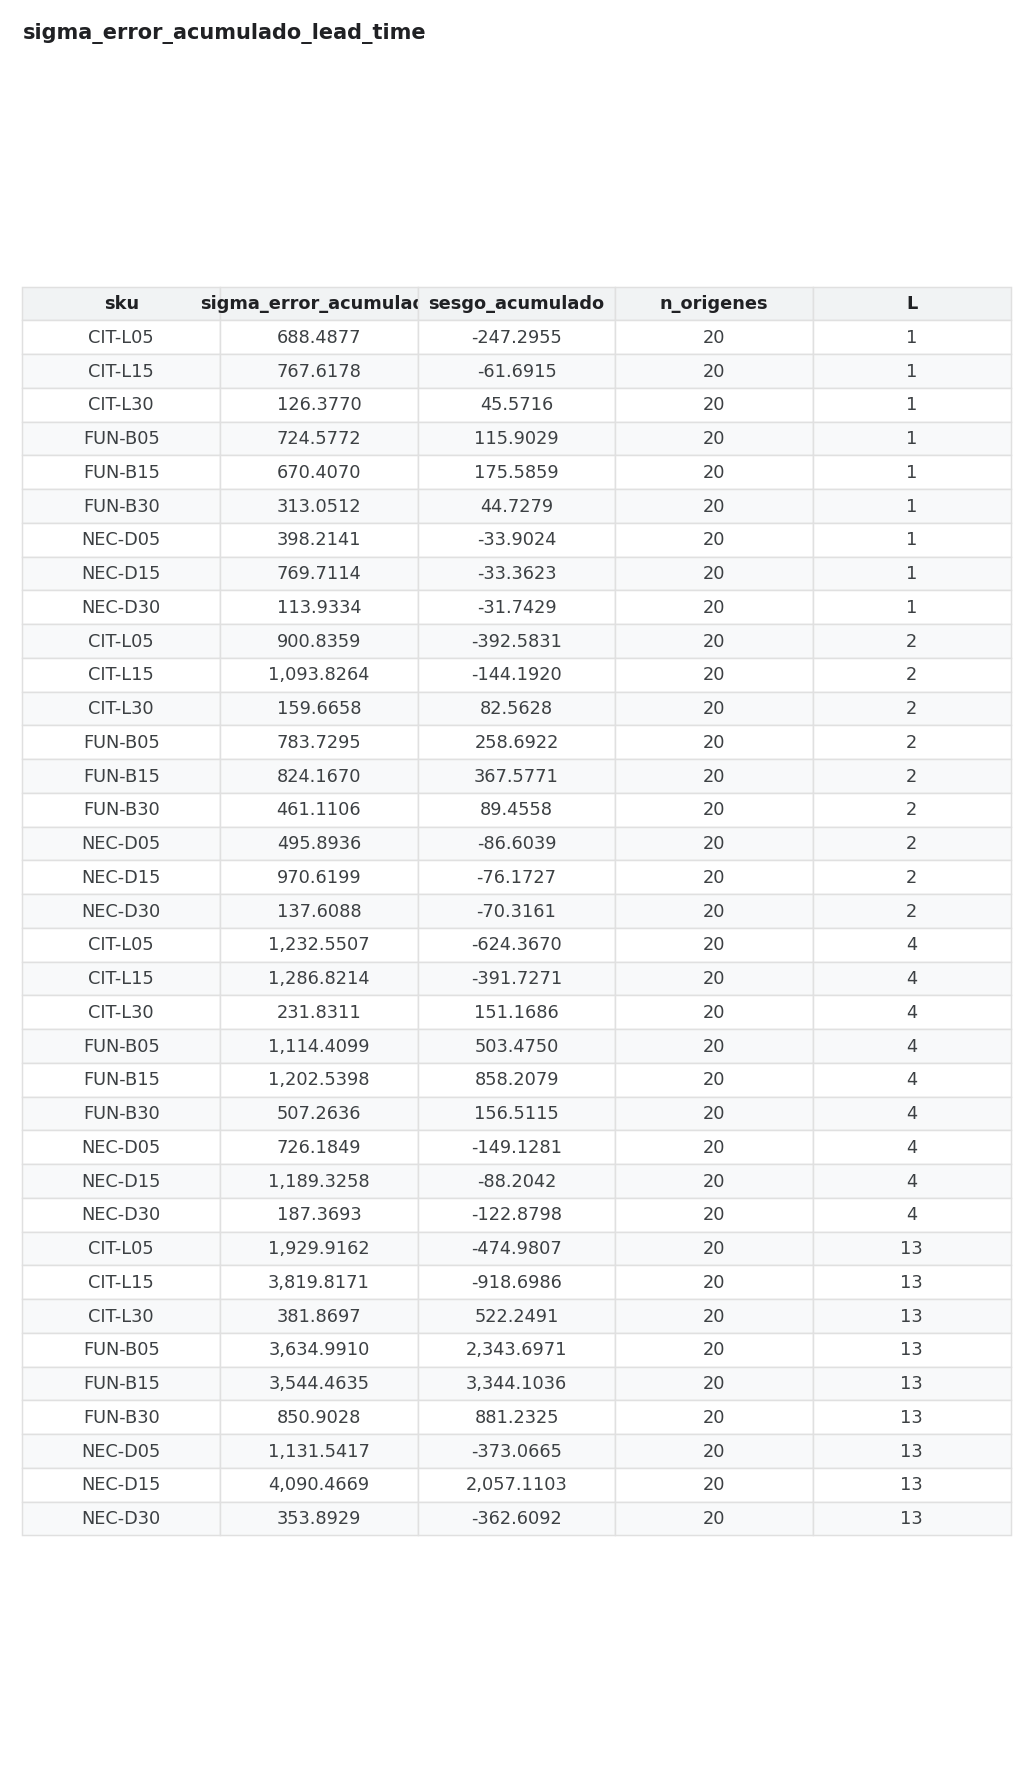 sigma_error_acumulado_lead_time
sku sigma_error_acumulad sesgo_acumulado n_origenes L
CIT-L05 688.4877 -247.2955 20 1
CIT-L15 767.6178 -61.6915 20 1
CIT-L30 126.3770 45.5716 20 1
FUN-B05 724.5772 115.9029 20 1
FUN-B15 670.4070 175.5859 20 1
FUN-B30 313.0512 44.7279 20 1
NEC-D05 398.2141 -33.9024 20 1
NEC-D15 769.7114 -33.3623 20 1
NEC-D30 113.9334 -31.7429 20 1
CIT-L05 900.8359 -392.5831 20 2
CIT-L15 1,093.8264 -144.1920 20 2
CIT-L30 159.6658 82.5628 20 2
FUN-B05 783.7295 258.6922 20 2
FUN-B15 824.1670 367.5771 20 2
FUN-B30 461.1106 89.4558 20 2
NEC-D05 495.8936 -86.6039 20 2
NEC-D15 970.6199 -76.1727 20 2
NEC-D30 137.6088 -70.3161 20 2
CIT-L05 1,232.5507 -624.3670 20 4
CIT-L15 1,286.8214 -391.7271 20 4
CIT-L30 231.8311 151.1686 20 4
FUN-B05 1,114.4099 503.4750 20 4
FUN-B15 1,202.5398 858.2079 20 4
FUN-B30 507.2636 156.5115 20 4
NEC-D05 726.1849 -149.1281 20 4
NEC-D15 1,189.3258 -88.2042 20 4
NEC-D30 187.3693 -122.8798 20 4
CIT-L05 1,929.9162 -474.9807 20 13
CIT-L15 3,819.8171 -918.6986 20 13
CIT-L30 381.8697 522.2491 20 13
FUN-B05 3,634.9910 2,343.6971 20 13
FUN-B15 3,544.4635 3,344.1036 20 13
FUN-B30 850.9028 881.2325 20 13
NEC-D05 1,131.5417 -373.0665 20 13
NEC-D15 4,090.4669 2,057.1103 20 13
NEC-D30 353.8929 -362.6092 20 13